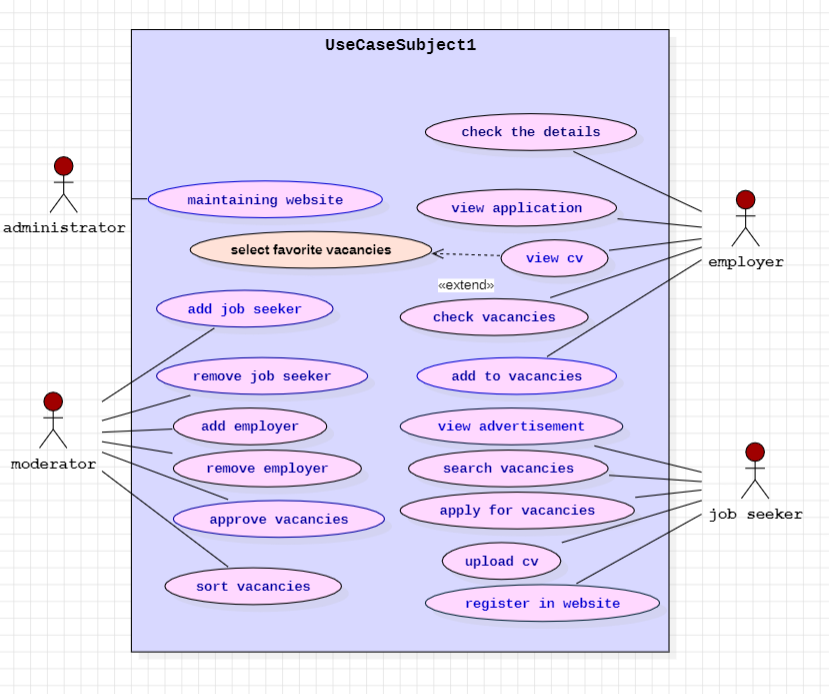 UseCaseSubject1
check the details
administrator
maintaining website
view application
employer
select favorite vacancies
view cv
«extend»
add job seeker
check vacancies
remove job seeker
add to vacancies
moderator
add employer
view advertisement
remove employer
search vacancies
job seeker
approve vacancies
apply for vacancies
upload cv
sort vacancies
register in website